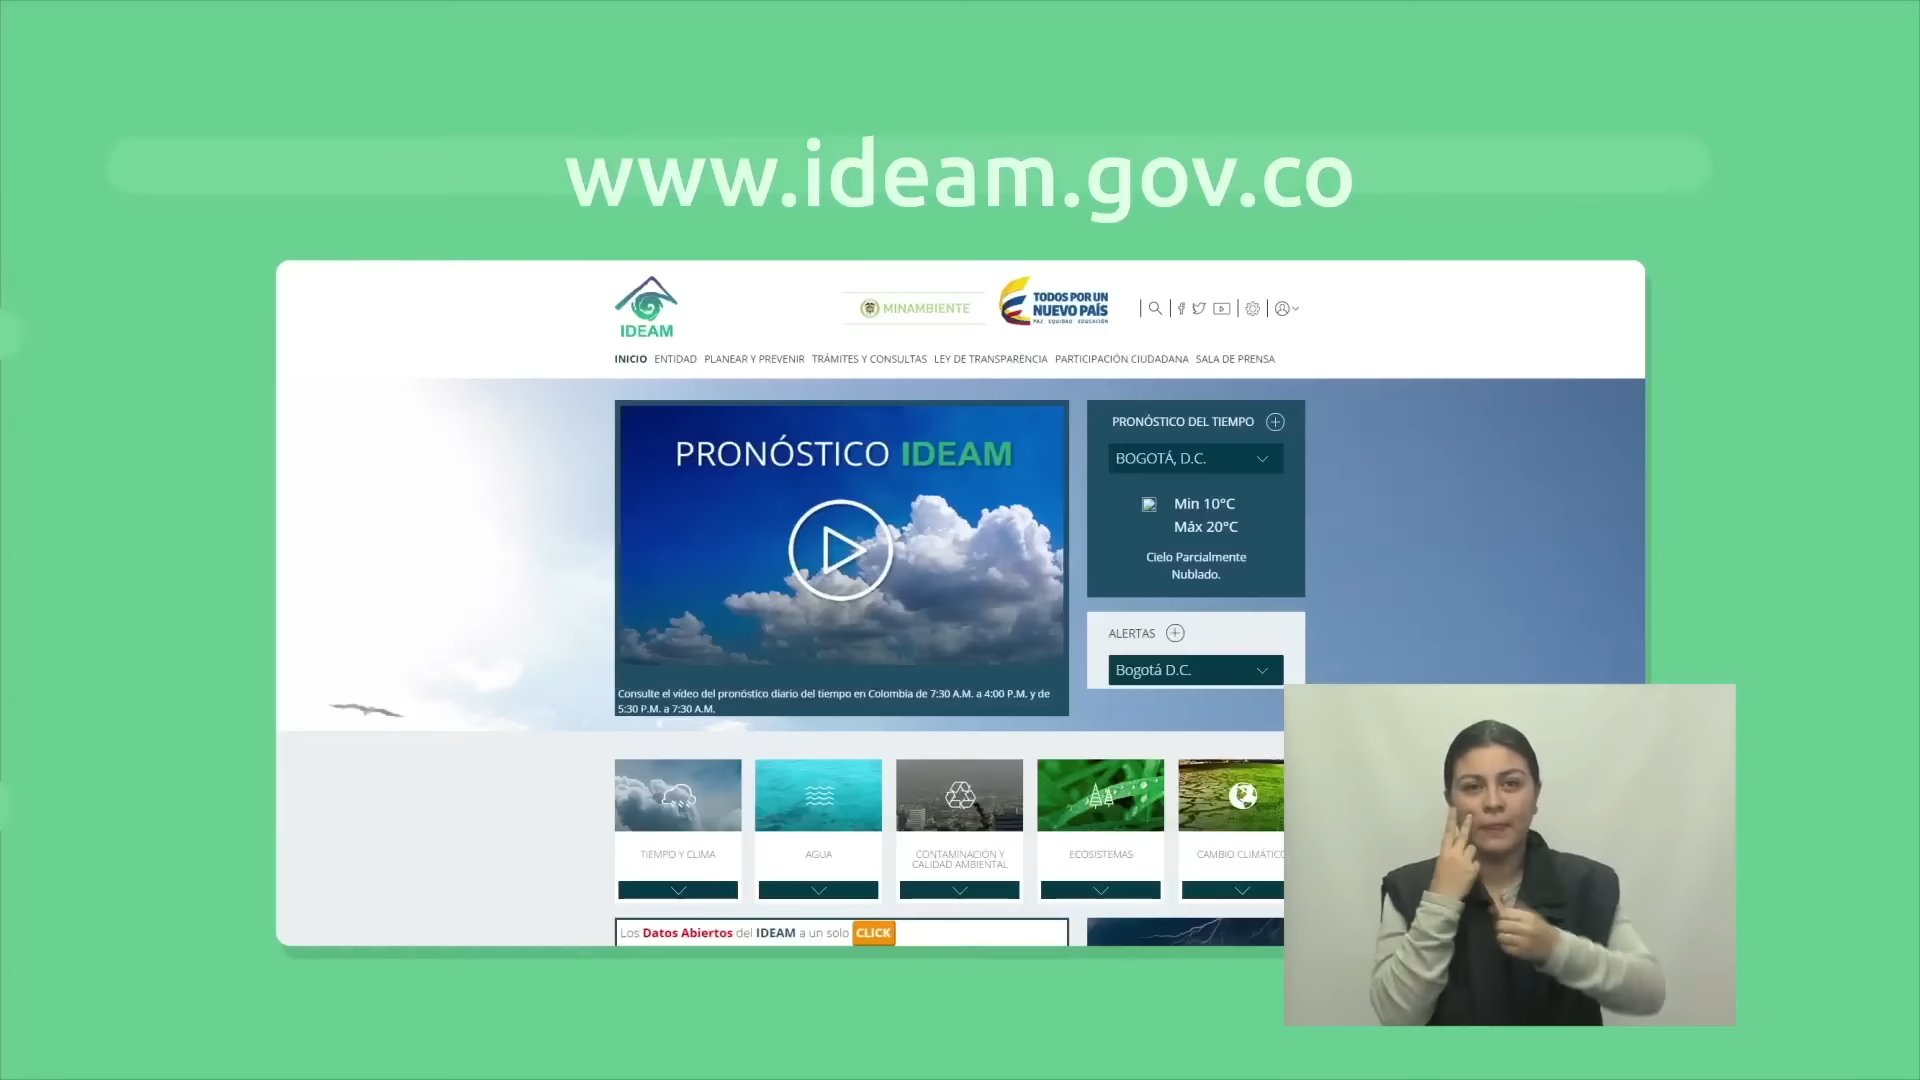 www.ideam.gov.co
IDEAM
MINAMBIENTE
TODOS POR UN
NUEVO PAÍS
PAZ EQUIDAD EDUCACIÓN
INICIO ENTIDAD PLANEAR Y PREVENIR TRÁMITES Y CONSULTAS LEY DE TRANSPARENCIA PARTICIPACIÓN CIUDADANA SALA DE PRENSA
PRONÓSTICO IDEAM
Consulte el vídeo del pronóstico diario del tiempo en Colombia de 7:30 A.M. a 4:00 P.M. y de
5:30 P.M. a 7:30 A.M.
PRONÓSTICO DEL TIEMPO
BOGOTÁ, D.C.
Min 10°C
Máx 20°C
Cielo Parcialmente
Nublado.
ALERTAS
Bogotá D.C.
TIEMPO Y CLIMA
AGUA
CONTAMINACIÓN Y
CALIDAD AMBIENTAL
ECOSISTEMAS
CAMBIO CLIMÁTICO
Los Datos Abiertos del IDEAM a un solo CLICK